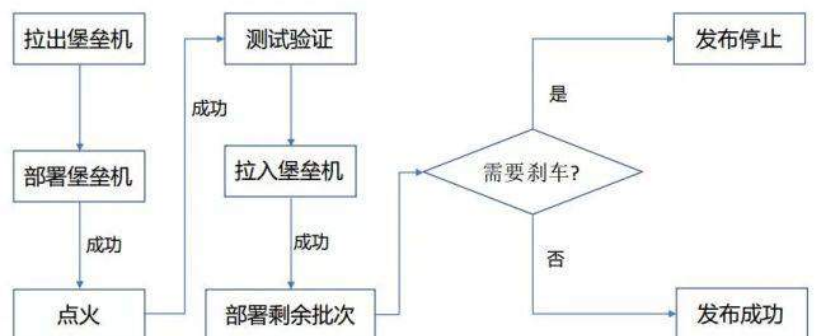 拉出堡垒机
部署堡垒机
成功
点火
成功
测试验证
拉入堡垒机
成功
部署剩余批次
需要刹车?
是
发布停止
否
发布成功